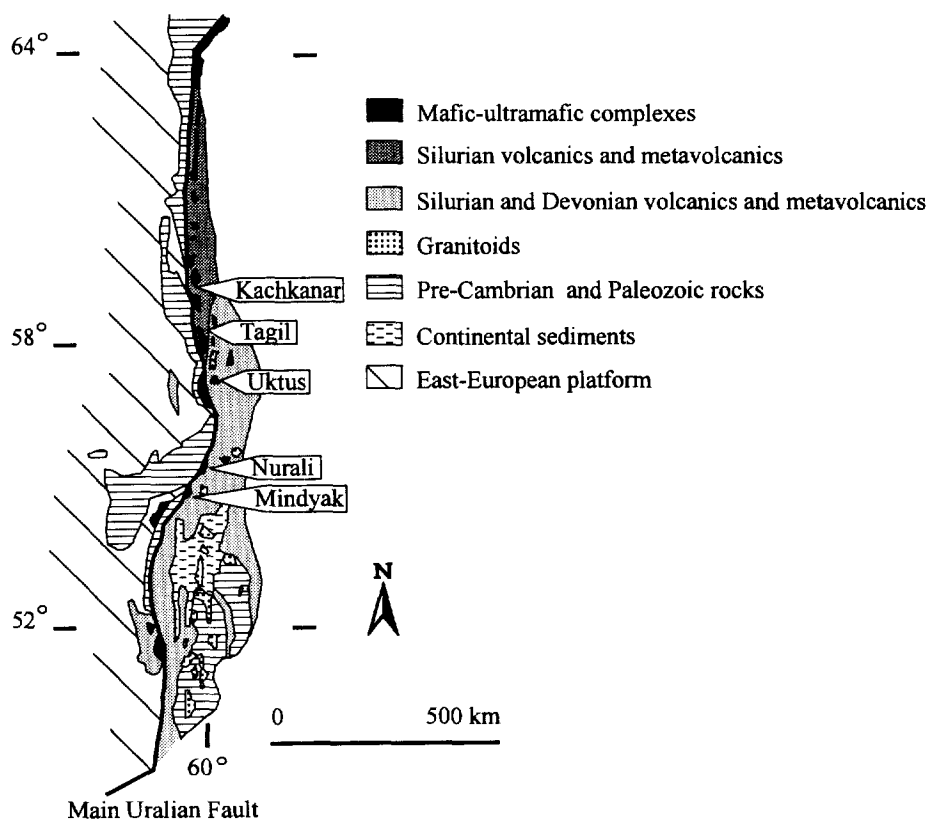 64°
Mafic-ultramafic complexes
Silurian volcanics and metavolcanics
Silurian and Devonian volcanics and metavolcanics
Granitoids
Pre-Cambrian and Paleozoic rocks
Continental sediments
East-European platform
Kachkanar
Tagil
58°
Uktus
Nurali
Mindyak
N
52°
0 500 km
60°
Main Uralian Fault